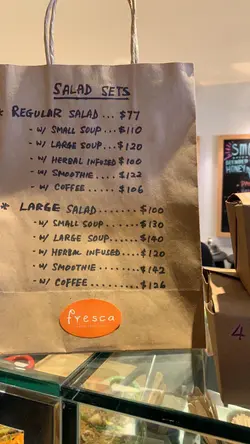 SALAD SETS
* REGULAR SALAD ... $77
- W/ SMALL SOUP ... $110
- W/ LARGE SOUP ... $120
- W/ HERBAL INFUSED $100
- W/ SMOOTHIE ..... $122
- W/ COFFEE ..... $106
* LARGE SALAD ....... $100
- W/ SMALL SOUP ..... $130
- W/ LARGE SOUP ..... $140
- W/ HERBAL INFUSED ... $120
- W/ SMOOTHIE ...... $142
- W/ COFFEE ....... $126
fresca
HONEY
4